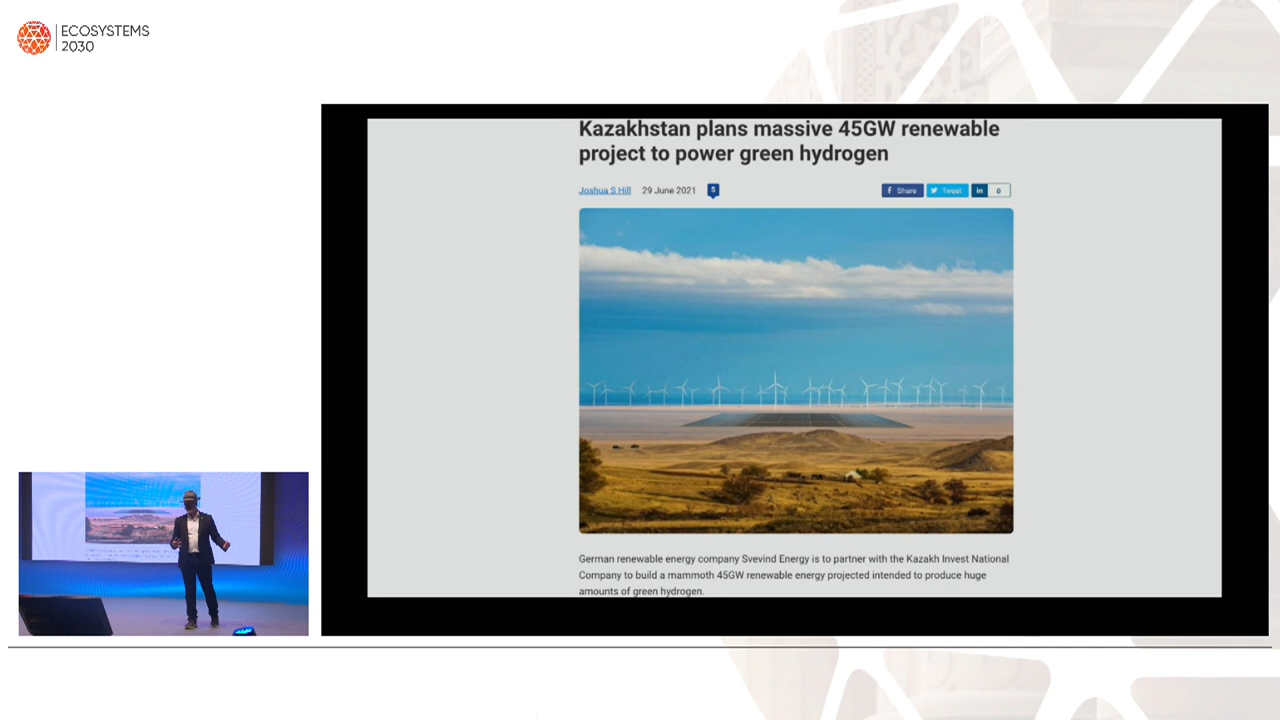 ECOSYSTEMS
2030
Kazakhstan plans massive 45GW renewable
project to power green hydrogen
Joshua S Hill 29 June 2021 5
Share Tweet in 0
German renewable energy company Svevind Energy is to partner with the Kazakh Invest National
Company to build a mammoth 45GW renewable energy projected intended to produce huge
amounts of green hydrogen.